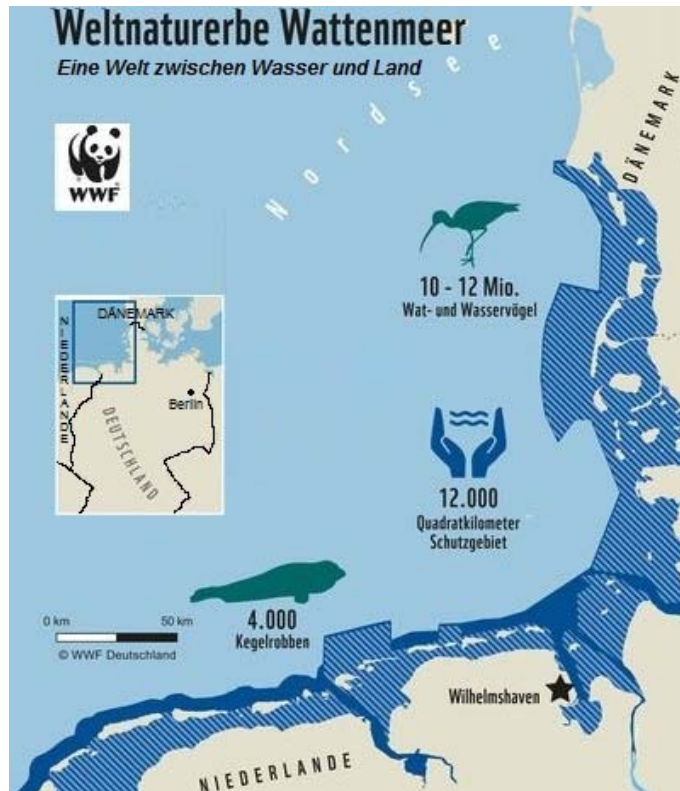 Weltnaturerbe Wattenmeer
Eine Welt zwischen Wasser und Land
Nordsee
DÄNEMARK
WWF
10 - 12 Mio.
Wat- und Wasservögel
DÄNEMARK
NIEDERLANDE
Berlin
DEUTSCHLAND
12.000
Quadratkilometer
Schutzgebiet
4.000
Kegelrobben
0 km 50 km
© WWF Deutschland
Wilhelmshaven
NIEDERLANDE